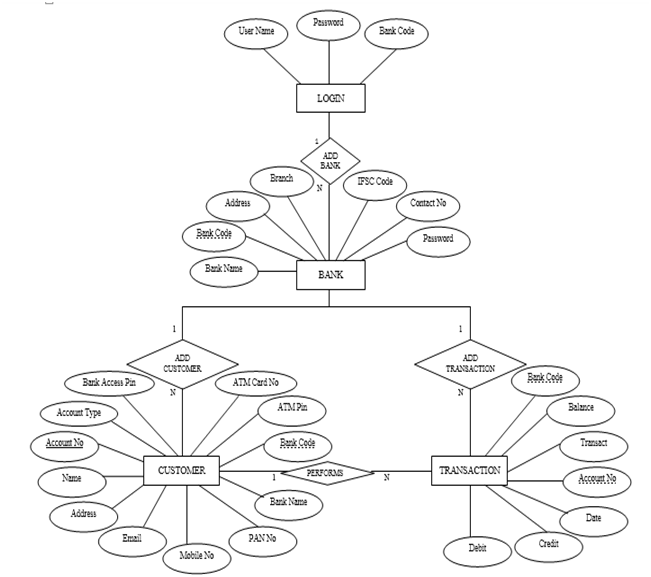 User Name
Password
Bank Code
LOGIN
1
ADD
BANK
N
Branch
IFSC Code
Address
Contact No
Bank Code
Password
Bank Name
BANK
1
1
ADD
CUSTOMER
ADD
TRANSACTION
N
N
Bank Access Pin
ATM Card No
Bank Code
Account Type
ATM Pin
Balance
Account No
Bank Code
Transact
CUSTOMER
1
PERFORMS
N
TRANSACTION
Name
Account No
Bank Name
Address
Date
Email
PAN No
Mobile No
Debit
Credit